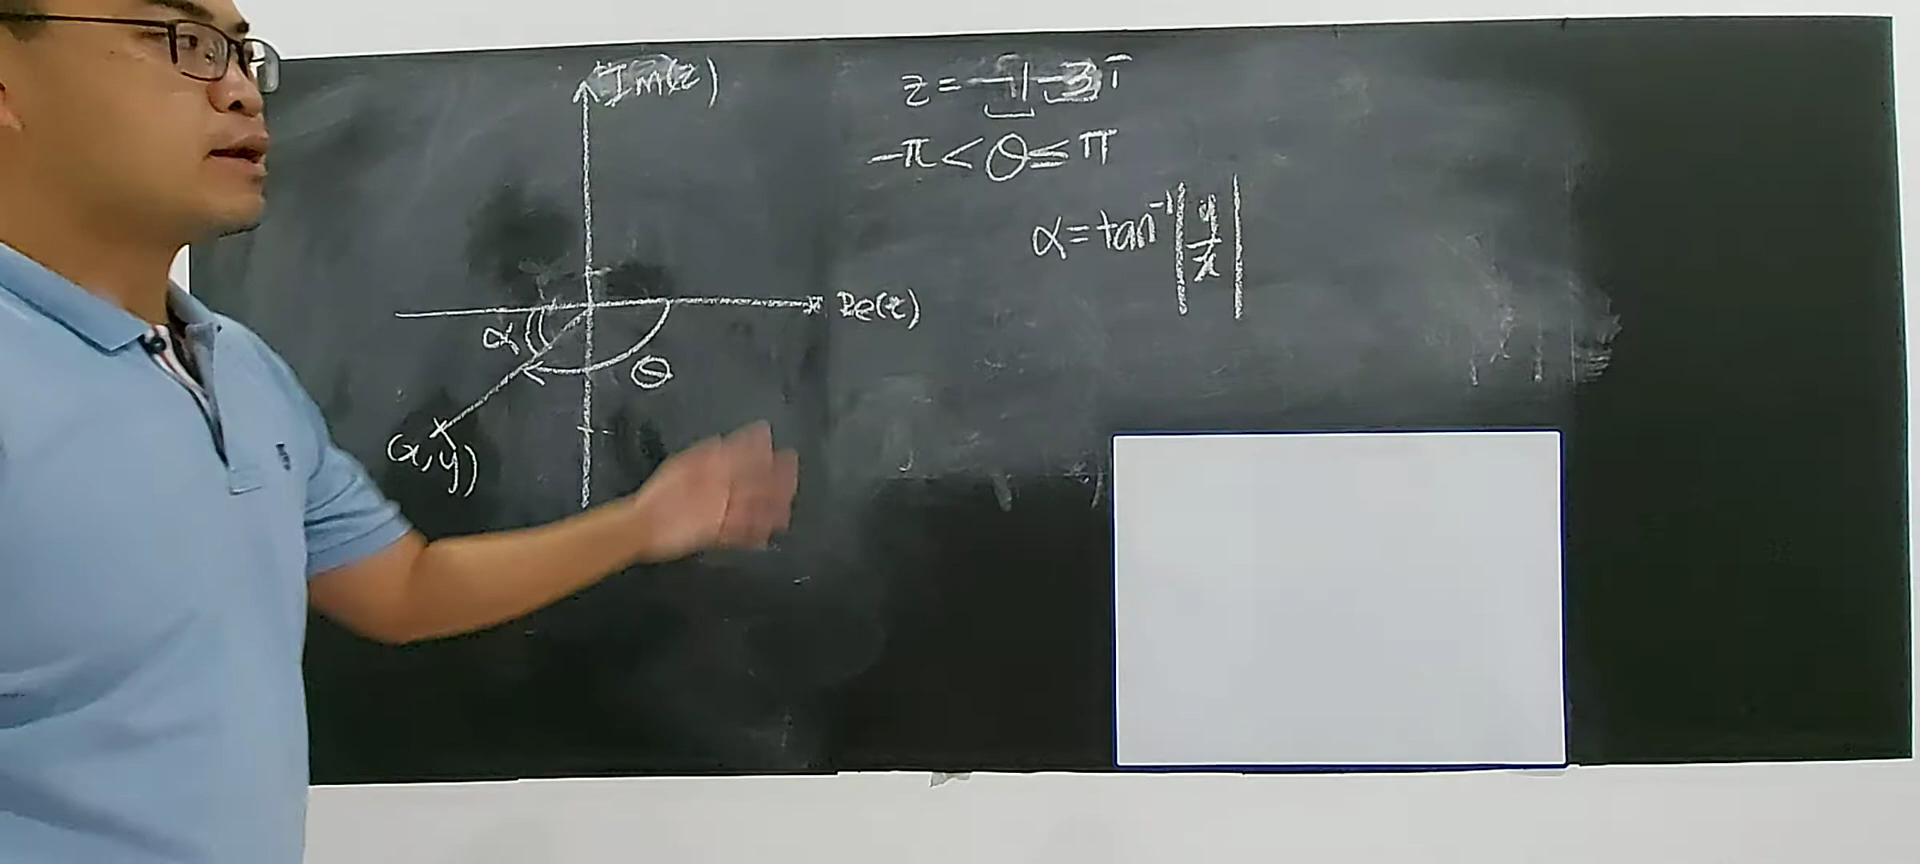 Im(z)
z = -1 -3i
-π < θ ≤ π
α = tan⁻¹ |y/x|
Re(z)
α
θ
(x,y)